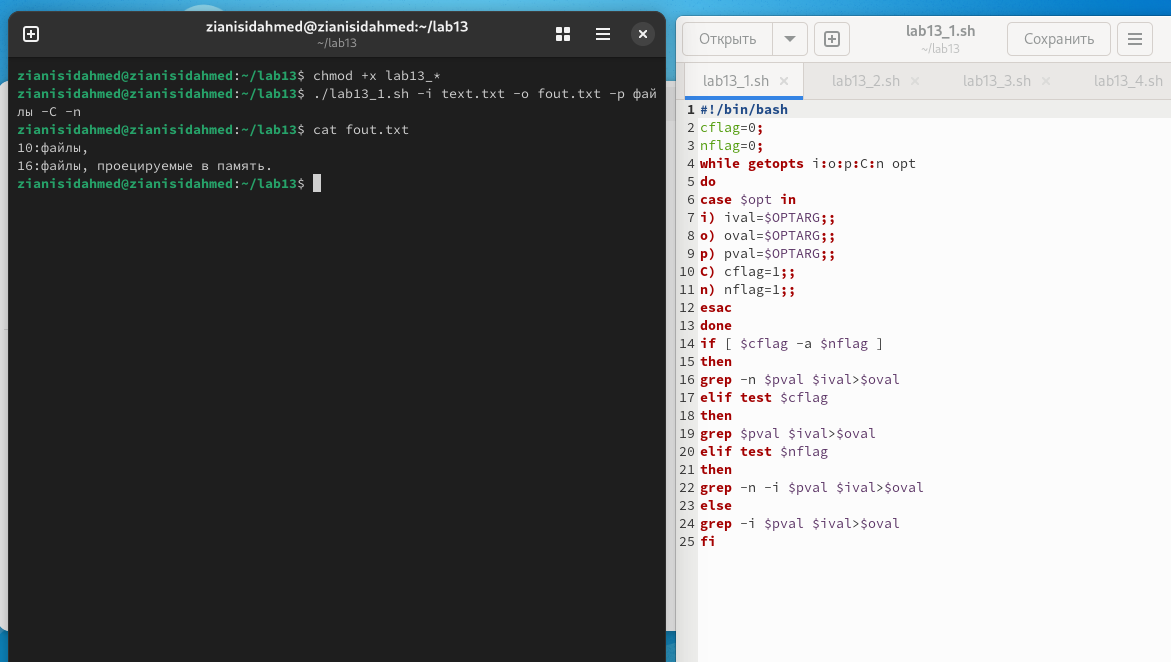 zianisidahmed@zianisidahmed:~/lab13
~/lab13
zianisidahmed@zianisidahmed:~/lab13$ chmod +x lab13_*
zianisidahmed@zianisidahmed:~/lab13$ ./lab13_1.sh -i text.txt -o fout.txt -p фай
лы -C -n
zianisidahmed@zianisidahmed:~/lab13$ cat fout.txt
10:файлы,
16:файлы, проецируемые в память.
zianisidahmed@zianisidahmed:~/lab13$
Открыть
lab13_1.sh
~/lab13
Сохранить
lab13_1.sh × lab13_2.sh × lab13_3.sh × lab13_4.sh
1 #!/bin/bash
2 cflag=0;
3 nflag=0;
4 while getopts i:o:p:C:n opt
5 do
6 case $opt in
7 i) ival=$OPTARG;;
8 o) oval=$OPTARG;;
9 p) pval=$OPTARG;;
10 C) cflag=1;;
11 n) nflag=1;;
12 esac
13 done
14 if [ $cflag -a $nflag ]
15 then
16 grep -n $pval $ival>$oval
17 elif test $cflag
18 then
19 grep $pval $ival>$oval
20 elif test $nflag
21 then
22 grep -n -i $pval $ival>$oval
23 else
24 grep -i $pval $ival>$oval
25 fi